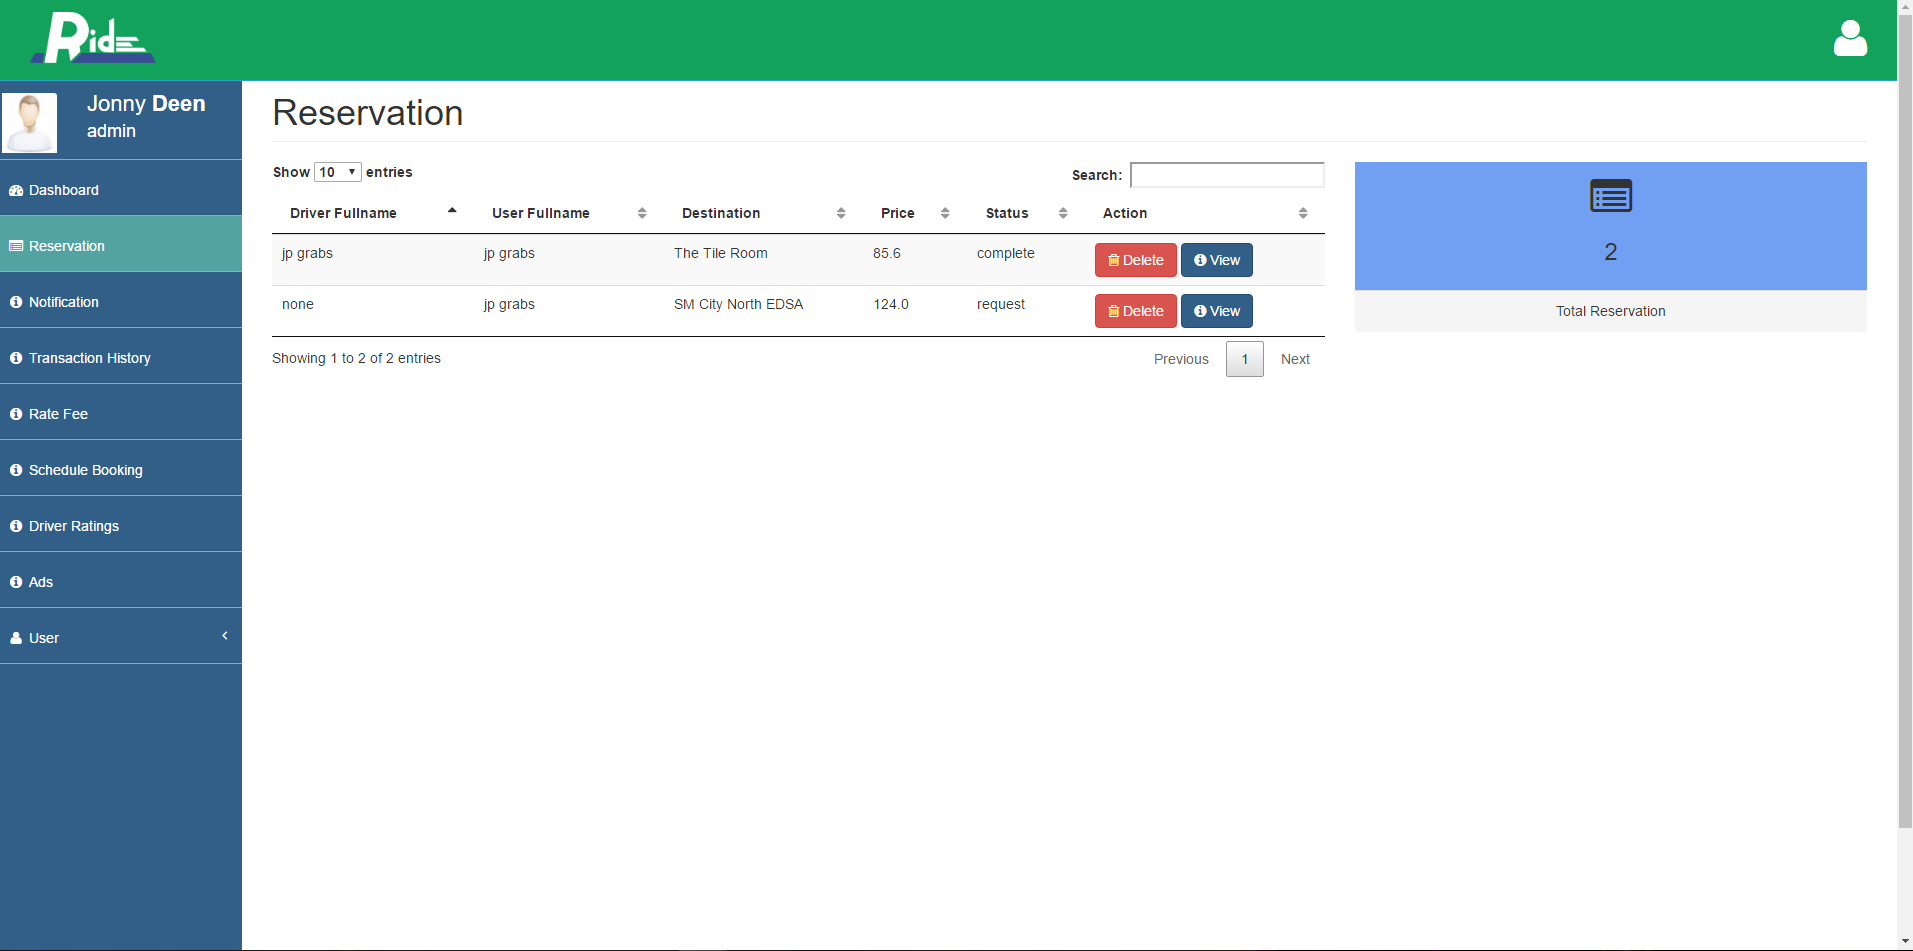 Ride
Jonny Deen
admin
Dashboard
Reservation
Notification
Transaction History
Rate Fee
Schedule Booking
Driver Ratings
Ads
User
Reservation
Show 10 entries
Search:
Driver Fullname User Fullname Destination Price Status Action
jp grabs jp grabs The Tile Room 85.6 complete Delete View
none jp grabs SM City North EDSA 124.0 request Delete View
Showing 1 to 2 of 2 entries
Previous 1 Next
2
Total Reservation